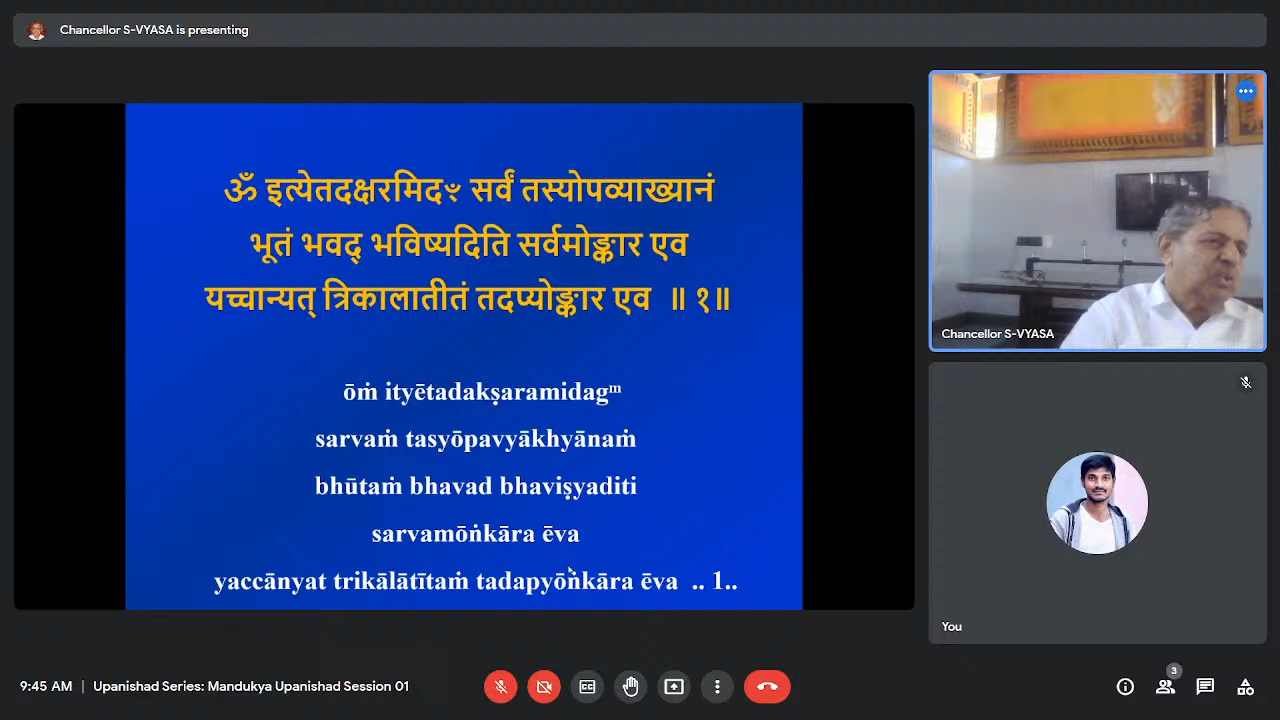 Chancellor S-VYASA is presenting
ॐ इत्येतदक्षरमिदꣳ सर्वं तस्योपव्याख्यानं
भूतं भवद् भविष्यदिति सर्वमोङ्कार एव
यच्चान्यत् त्रिकालातीतं तदप्योङ्कार एव ॥ १॥
ōṁ ityētadakṣaramidagᵐ
sarvaṁ tasyōpavyākhyānaṁ
bhūtaṁ bhavad bhaviṣyaditi
sarvamōṅkāra ēva
yaccānyat trikālātītaṁ tadapyōṅkāra ēva .. 1..
Chancellor S-VYASA
You
9:45 AM | Upanishad Series: Mandukya Upanishad Session 01
3